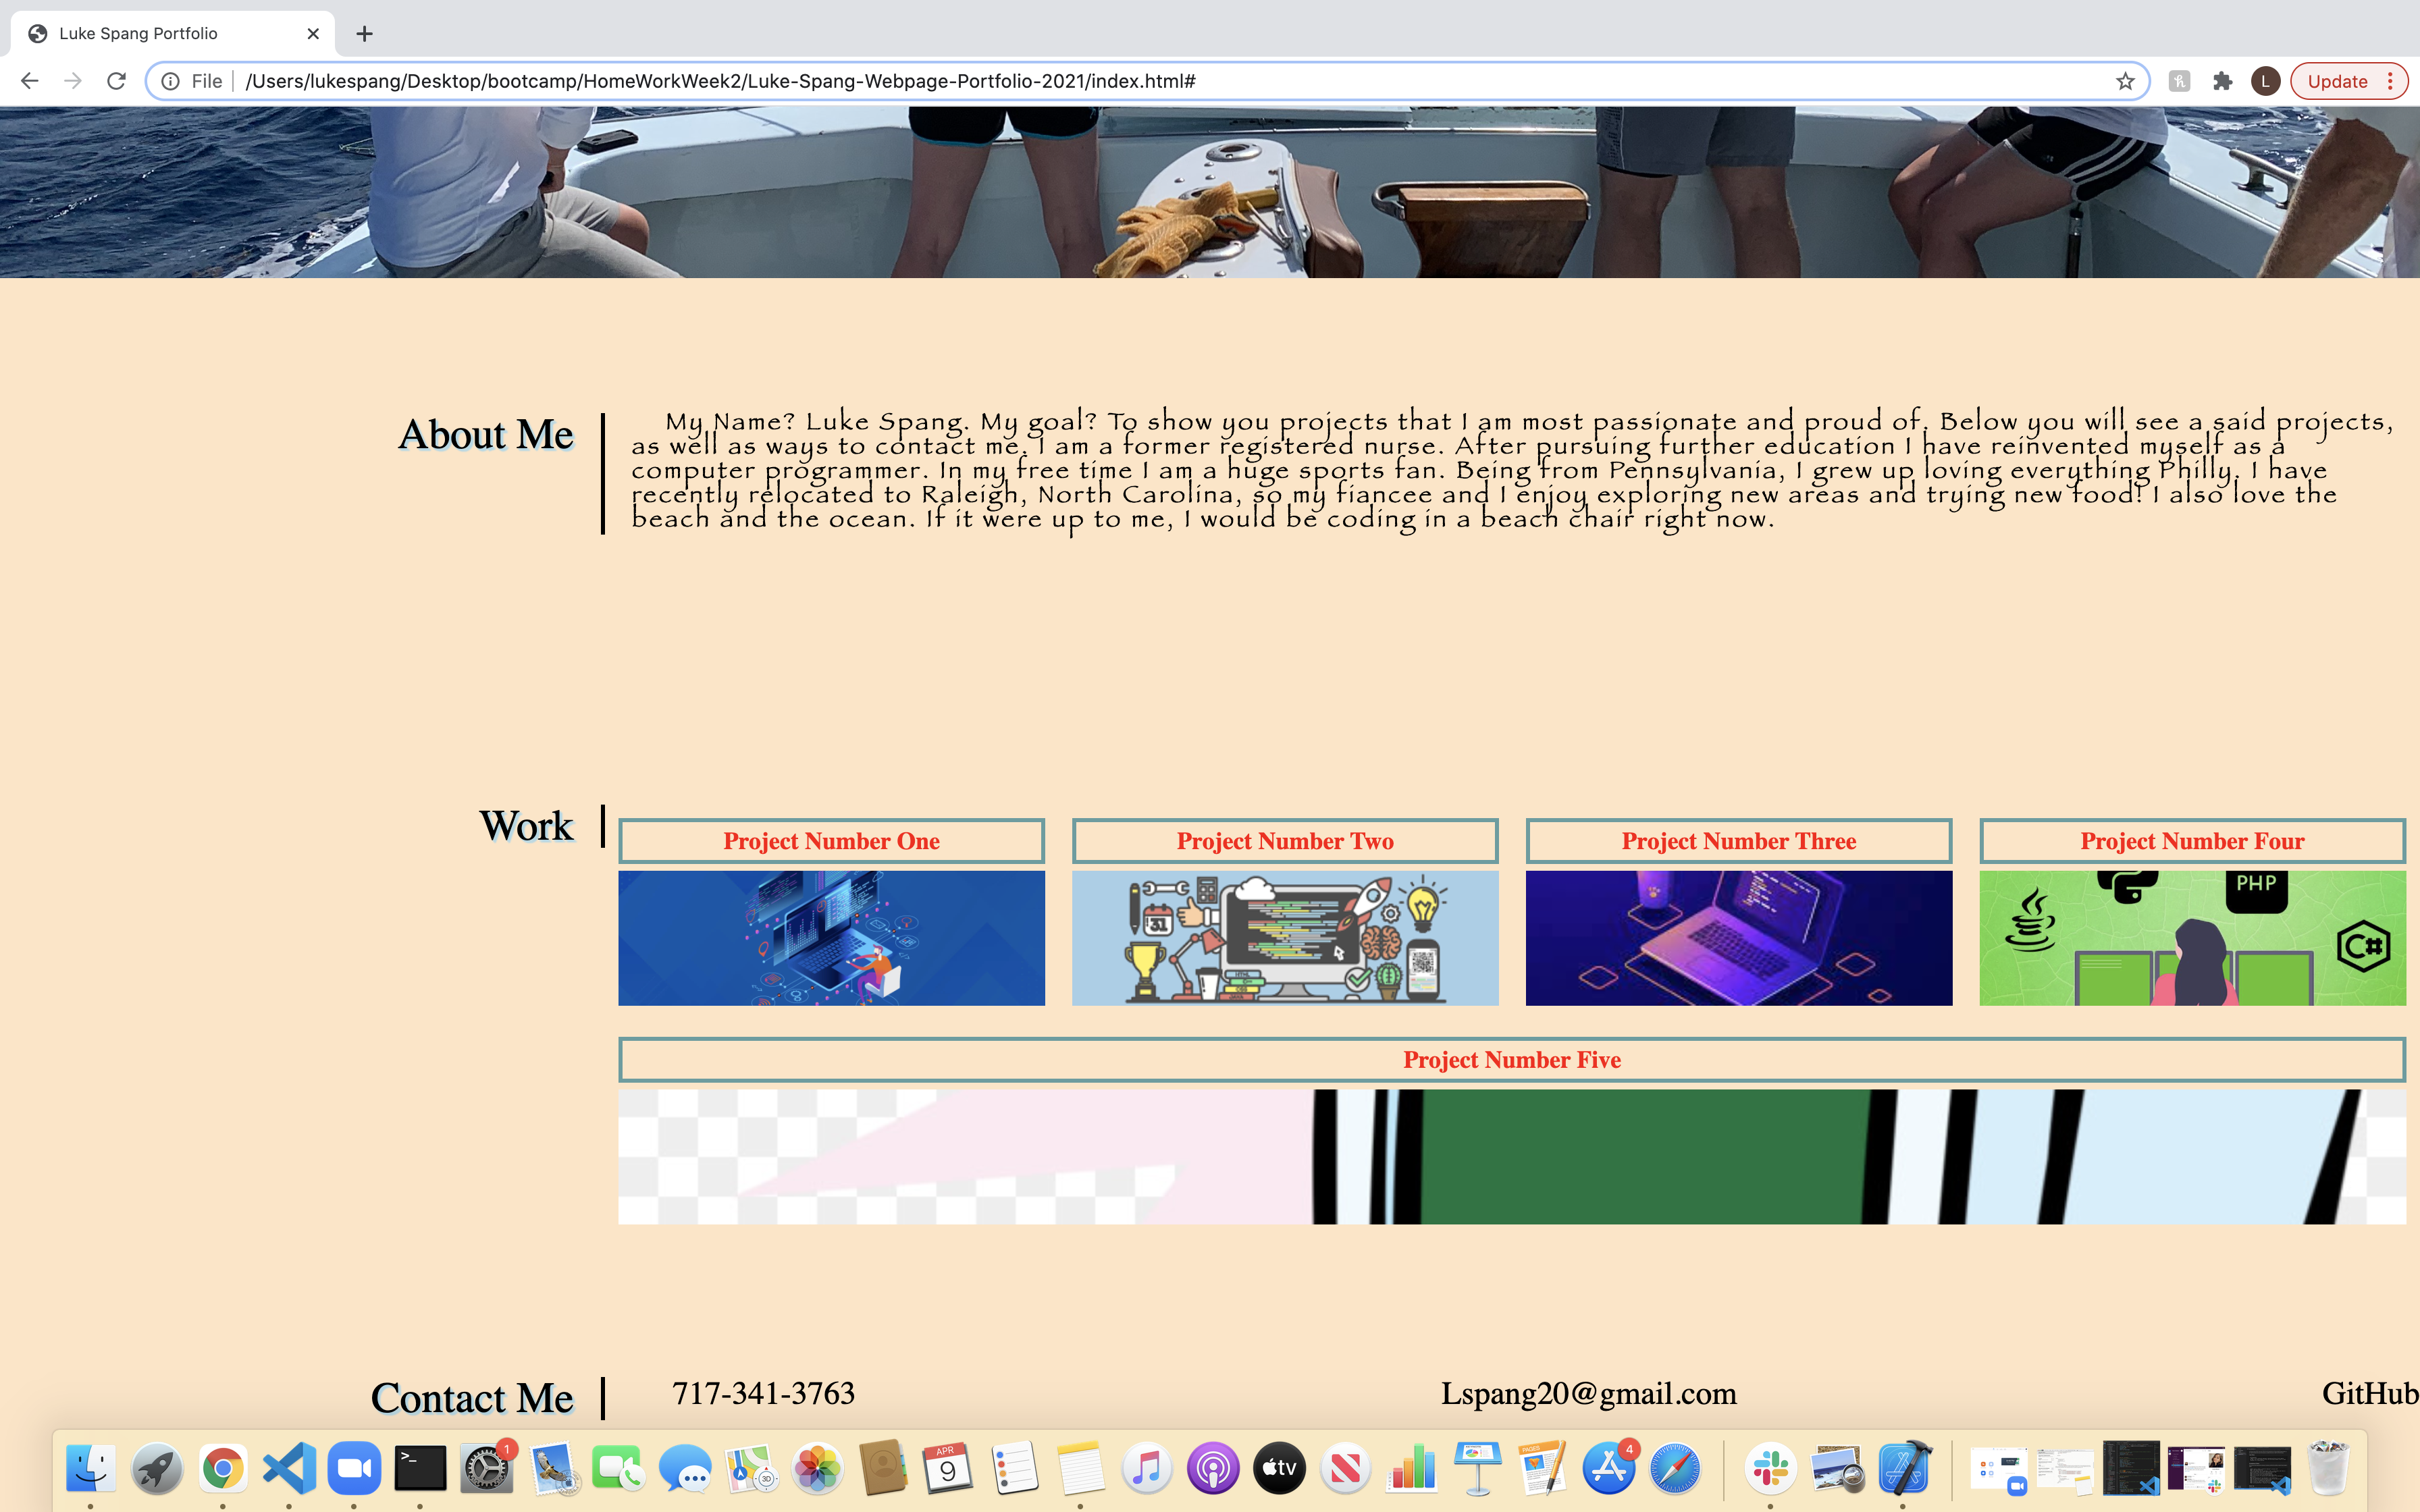 Luke Spang Portfolio
File /Users/lukespang/Desktop/bootcamp/HomeWorkWeek2/Luke-Spang-Webpage-Portfolio-2021/index.html#
L
Update
About Me
My Name? Luke Spang. My goal? To show you projects that I am most passionate and proud of. Below you will see a said projects,
as well as ways to contact me. I am a former registered nurse. After pursuing further education I have reinvented myself as a
computer programmer. In my free time I am a huge sports fan. Being from Pennsylvania, I grew up loving everything Philly. I have
recently relocated to Raleigh, North Carolina, so my fiancee and I enjoy exploring new areas and trying new food! I also love the
beach and the ocean. If it were up to me, I would be coding in a beach chair right now.
Work
Project Number One
Project Number Two
Project Number Three
Project Number Four
31
PHP
C#
Project Number Five
Contact Me
717-341-3763
Lspang20@gmail.com
GitHub
>_
1
3D
APR
9
tv
PAGES
4